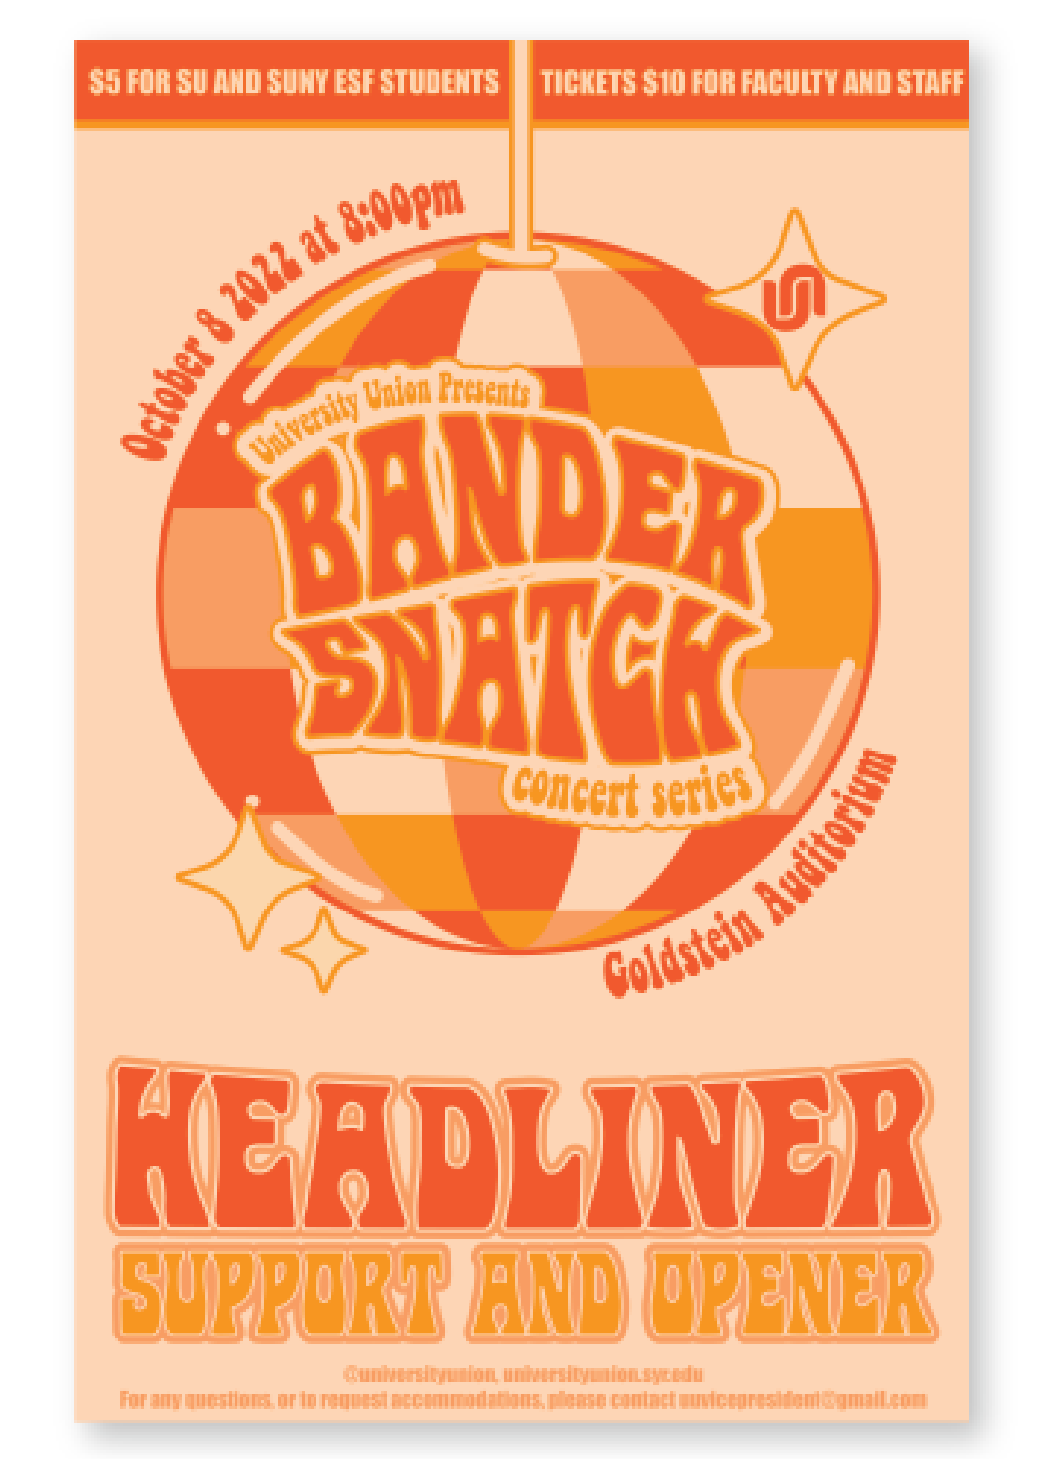 $5 FOR SU AND SUNY ESF STUDENTS
TICKETS $10 FOR FACULTY AND STAFF
October 8 2022 at 8:00pm
University Union Presents
BANDER
SNATCH
concert series
Goldstein Auditorium
HEADLINER
SUPPORT AND OPENER
@universityunion, universityunion.syr.edu
For any questions, or to request accommodations, please contact uuvicepresident@gmail.com